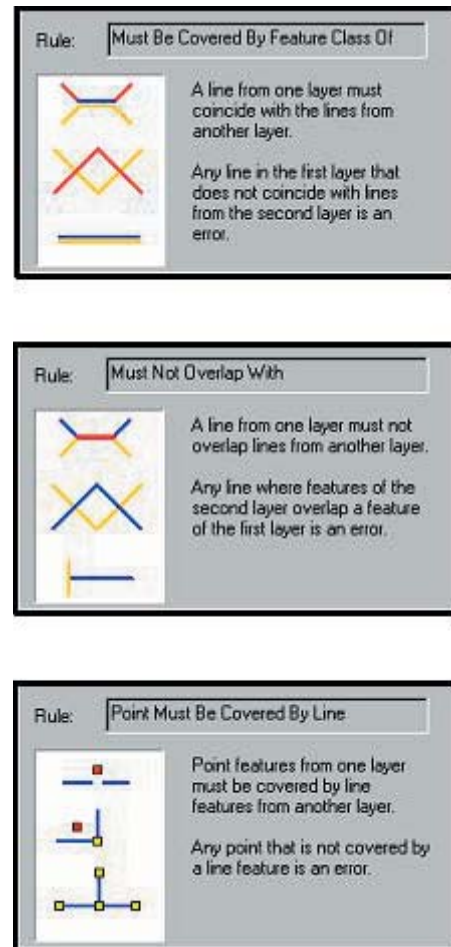 Rule: Must Be Covered By Feature Class Of
A line from one layer must
coincide with the lines from
another layer.
Any line in the first layer that
does not coincide with lines
from the second layer is an
error.
Rule: Must Not Overlap With
A line from one layer must not
overlap lines from another layer.
Any line where features of the
second layer overlap a feature
of the first layer is an error.
Rule: Point Must Be Covered By Line
Point features from one layer
must be covered by line
features from another layer.
Any point that is not covered by
a line feature is an error.